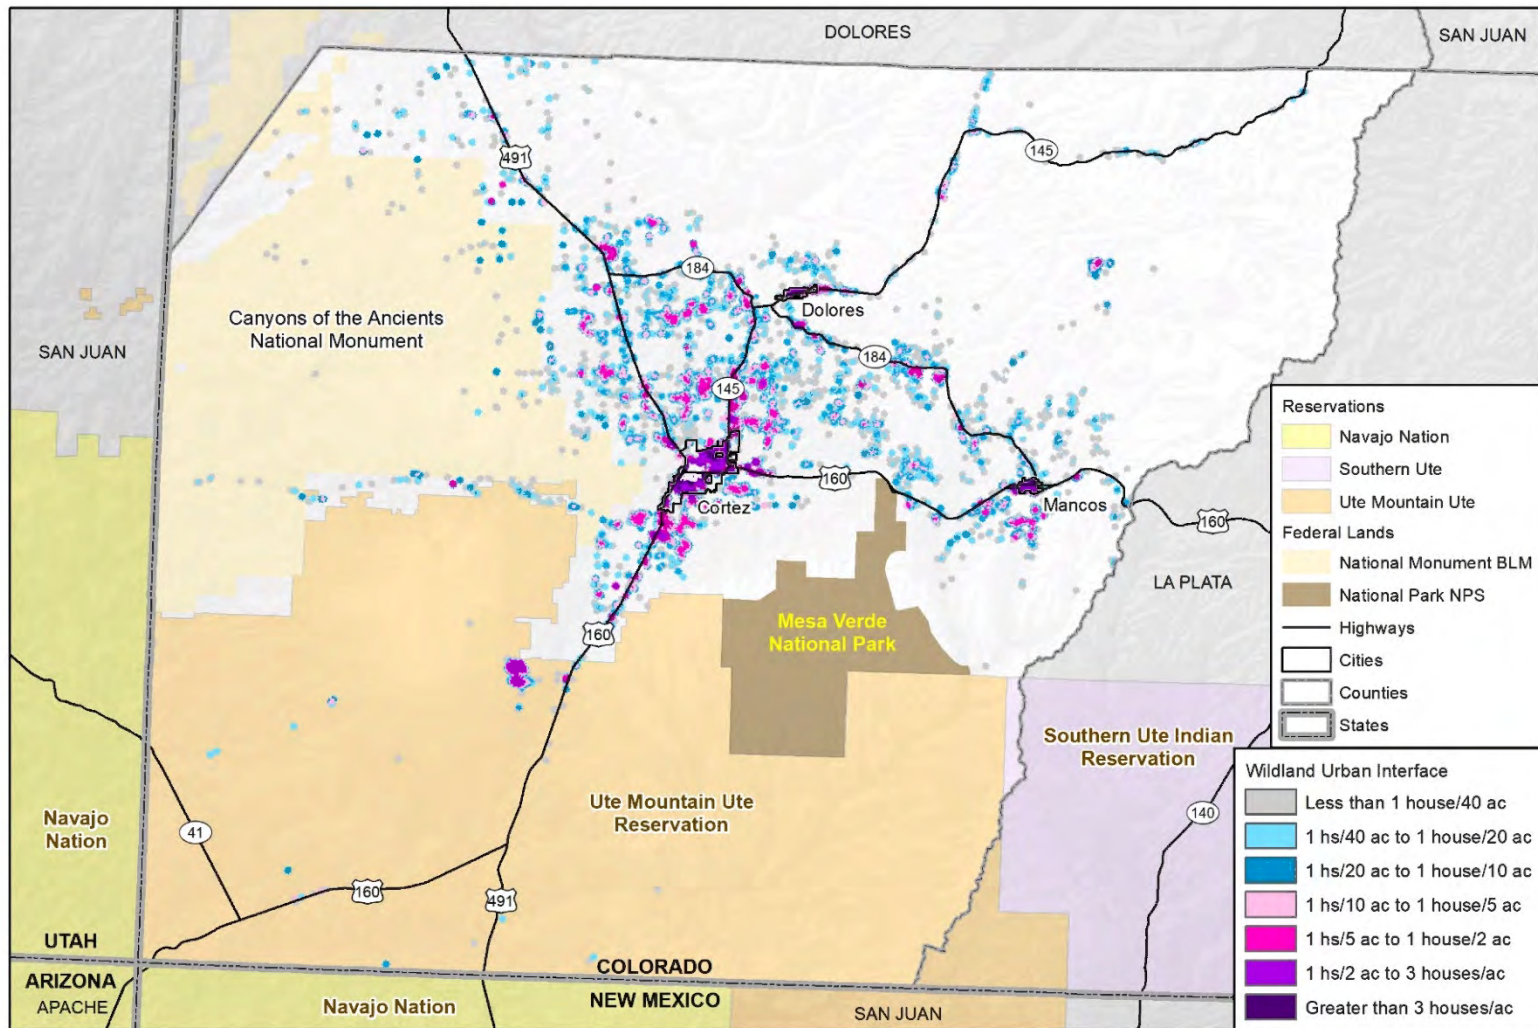 DOLORES
SAN JUAN
491
145
184
Canyons of the Ancients
National Monument
Dolores
SAN JUAN
184
145
160
Cortez
Mancos
160
LA PLATA
Mesa Verde
National Park
160
Southern Ute Indian
Reservation
Ute Mountain Ute
Reservation
Navajo
Nation
41
140
160
491
UTAH
COLORADO
ARIZONA
NEW MEXICO
APACHE
Navajo Nation
SAN JUAN
Reservations
Navajo Nation
Southern Ute
Ute Mountain Ute
Federal Lands
National Monument BLM
National Park NPS
Highways
Cities
Counties
States
Wildland Urban Interface
Less than 1 house/40 ac
1 hs/40 ac to 1 house/20 ac
1 hs/20 ac to 1 house/10 ac
1 hs/10 ac to 1 house/5 ac
1 hs/5 ac to 1 house/2 ac
1 hs/2 ac to 3 houses/ac
Greater than 3 houses/ac